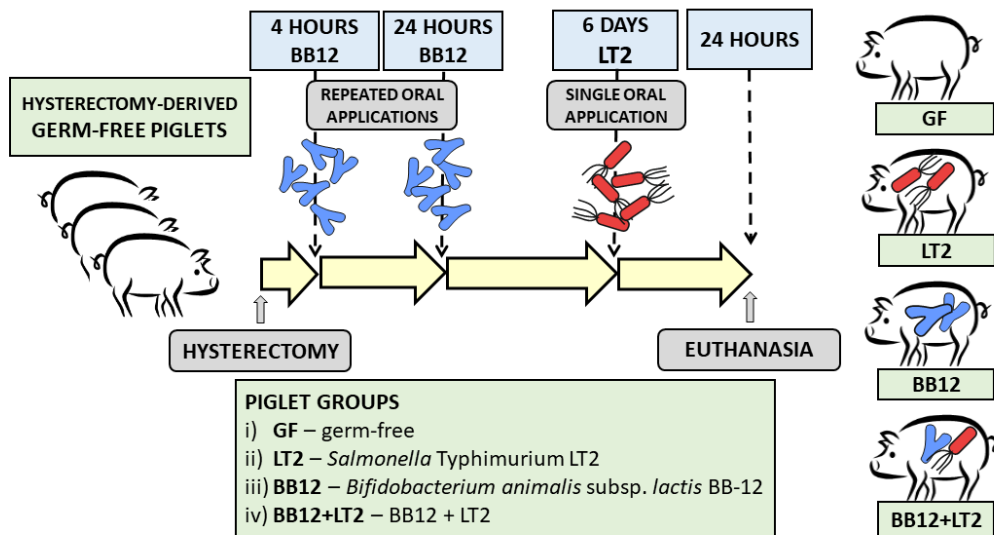 4 HOURS
BB12
24 HOURS
BB12
6 DAYS
LT2
24 HOURS
HYSTERECTOMY-DERIVED
GERM-FREE PIGLETS
REPEATED ORAL
APPLICATIONS
SINGLE ORAL
APPLICATION
GF
LT2
HYSTERECTOMY
EUTHANASIA
BB12
PIGLET GROUPS
i) GF – germ-free
ii) LT2 – Salmonella Typhimurium LT2
iii) BB12 – Bifidobacterium animalis subsp. lactis BB-12
iv) BB12+LT2 – BB12 + LT2
BB12+LT2